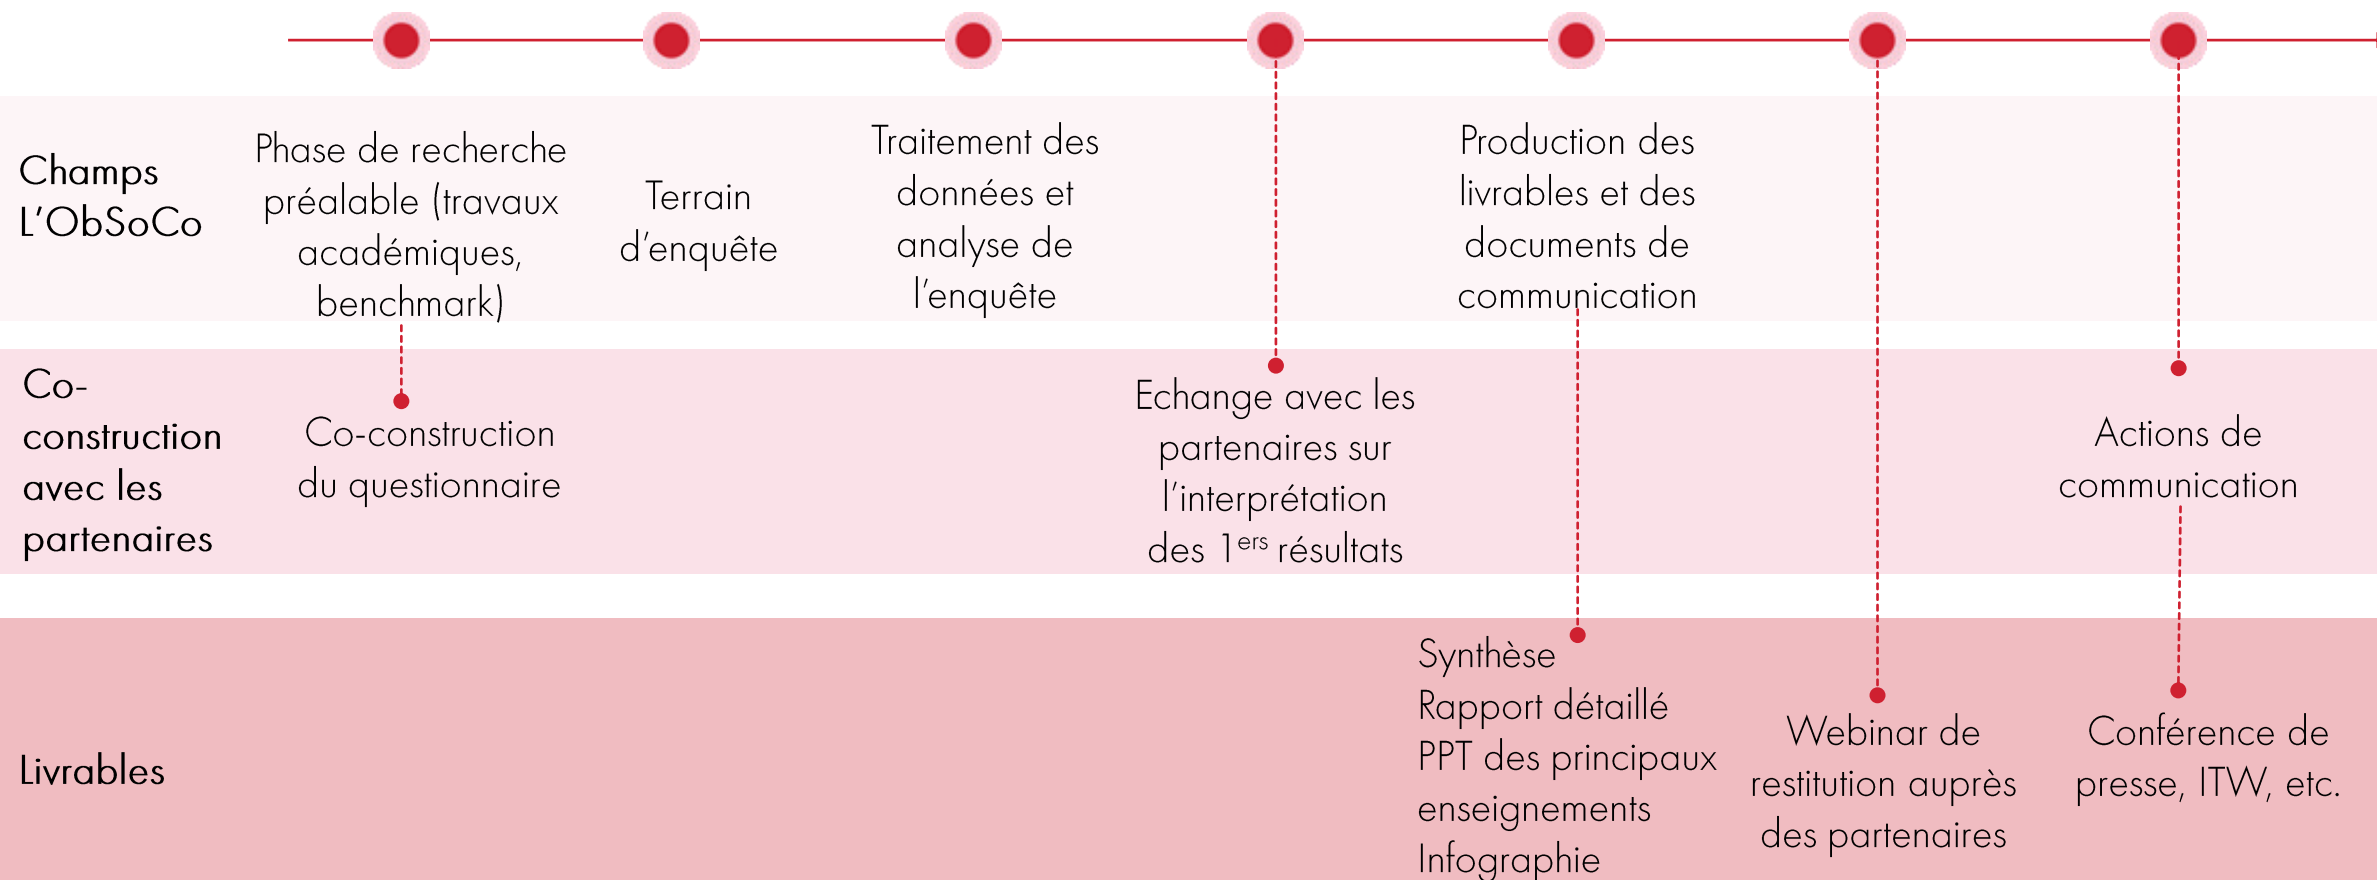 Champs
L'ObSoCo
Phase de recherche
préalable (travaux
académiques,
benchmark)
Terrain
d'enquête
Traitement des
données et
analyse de
l'enquête
Production des
livrables et des
documents de
communication
Co-
construction
avec les
partenaires
Co-construction
du questionnaire
Echange avec les
partenaires sur
l'interprétation
des 1ers résultats
Actions de
communication
Livrables
Synthèse
Rapport détaillé
PPT des principaux
enseignements
Infographie
Webinar de
restitution auprès
des partenaires
Conférence de
presse, ITW, etc.